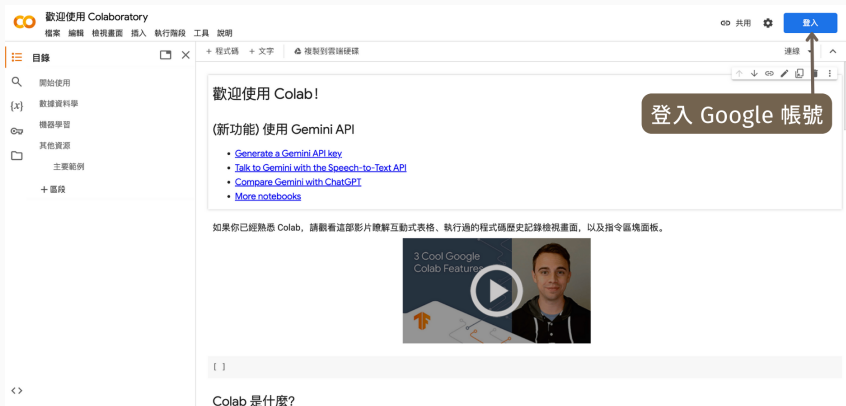 歡迎使用 Colaboratory
檔案 編輯 檢視畫面 插入 執行階段 工具 說明
共用
登入
目錄
開始使用
數據資料學
機器學習
其他資源
主要範例
+ 區段
+ 程式碼 + 文字 複製到雲端硬碟
連線
歡迎使用 Colab!
登入 Google 帳號
(新功能) 使用 Gemini API
• Generate a Gemini API key
• Talk to Gemini with the Speech-to-Text API
• Compare Gemini with ChatGPT
• More notebooks
如果你已經熟悉 Colab，請觀看這部影片瞭解互動式表格、執行過的程式碼歷史記錄檢視畫面，以及指令區塊面板。
3 Cool Google
Colab Features
[ ]
Colab 是什麼?
{x}
<>